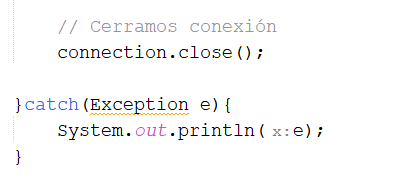 // Cerramos conexión
connection.close();
}catch(Exception e){
System.out.println( x:e);
}